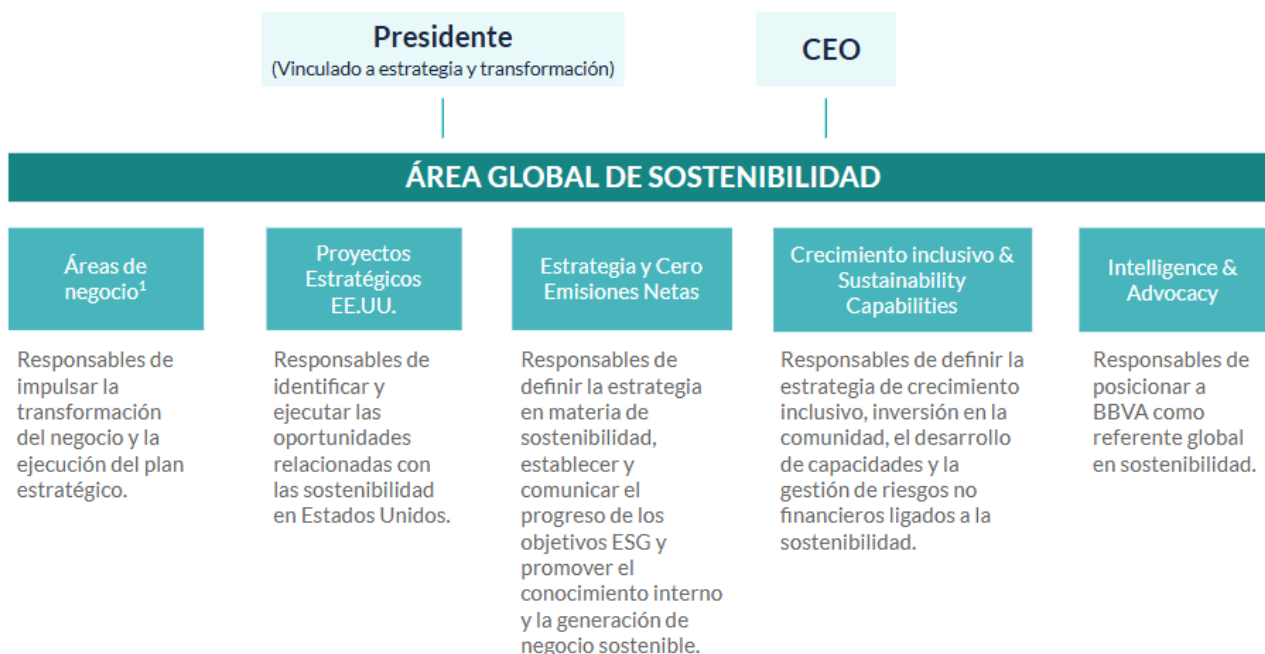 Presidente
(Vinculado a estrategia y transformación)
CEO
ÁREA GLOBAL DE SOSTENIBILIDAD
Áreas de
negocio¹
Responsables de
impulsar la
transformación
del negocio y la
ejecución del plan
estratégico.
Proyectos
Estratégicos
EE.UU.
Responsables de
identificar y
ejecutar las
oportunidades
relacionadas con
las sostenibilidad
en Estados Unidos.
Estrategia y Cero
Emisiones Netas
Responsables de
definir la estrategia
en materia de
sostenibilidad,
establecer y
comunicar el
progreso de los
objetivos ESG y
promover el
conocimiento interno
y la generación de
negocio sostenible.
Crecimiento inclusivo &
Sustainability
Capabilities
Responsables de definir la
estrategia de crecimiento
inclusivo, inversión en la
comunidad, el desarrollo
de capacidades y la
gestión de riesgos no
financieros ligados a la
sostenibilidad.
Intelligence &
Advocacy
Responsables de
posicionar a
BBVA como
referente global
en sostenibilidad.